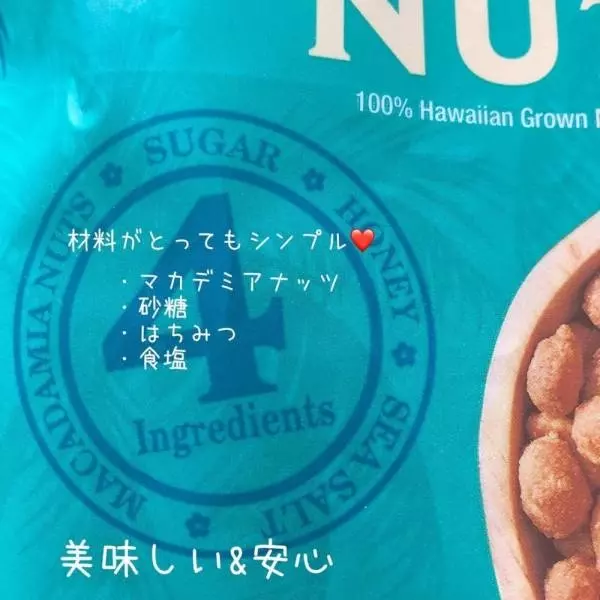 NUT
100% Hawaiian Grown
SUGAR
HONEY
SEA SALT
MACADAMIA NUTS
4
Ingredients
材料がとってもシンプル❤️
・マカデミアナッツ
・砂糖
・はちみつ
・食塩
美味しい&安心